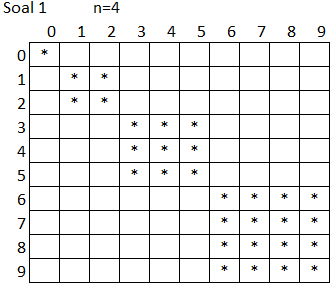 Soal 1 n=4
0 1 2 3 4 5 6 7 8 9
0 *
1 * *
2 * *
3 * * *
4 * * *
5 * * *
6 * * * *
7 * * * *
8 * * * *
9 * * * *